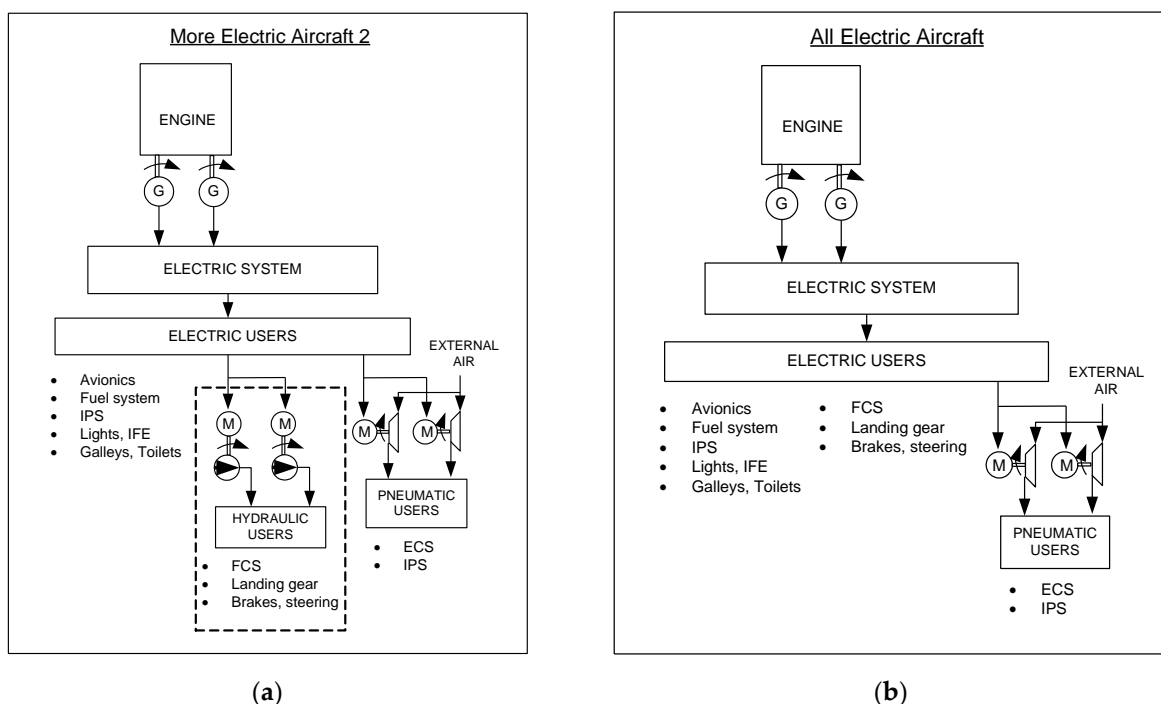 More Electric Aircraft 2
ENGINE
G G
ELECTRIC SYSTEM
ELECTRIC USERS
EXTERNAL
AIR
• Avionics
• Fuel system
• IPS
• Lights, IFE
• Galleys, Toilets
M M
M M
HYDRAULIC
USERS
• FCS
• Landing gear
• Brakes, steering
PNEUMATIC
USERS
• ECS
• IPS
(a)
All Electric Aircraft
ENGINE
G G
ELECTRIC SYSTEM
ELECTRIC USERS
EXTERNAL
AIR
• Avionics
• Fuel system
• IPS
• Lights, IFE
• Galleys, Toilets
• FCS
• Landing gear
• Brakes, steering
M M
PNEUMATIC
USERS
• ECS
• IPS
(b)